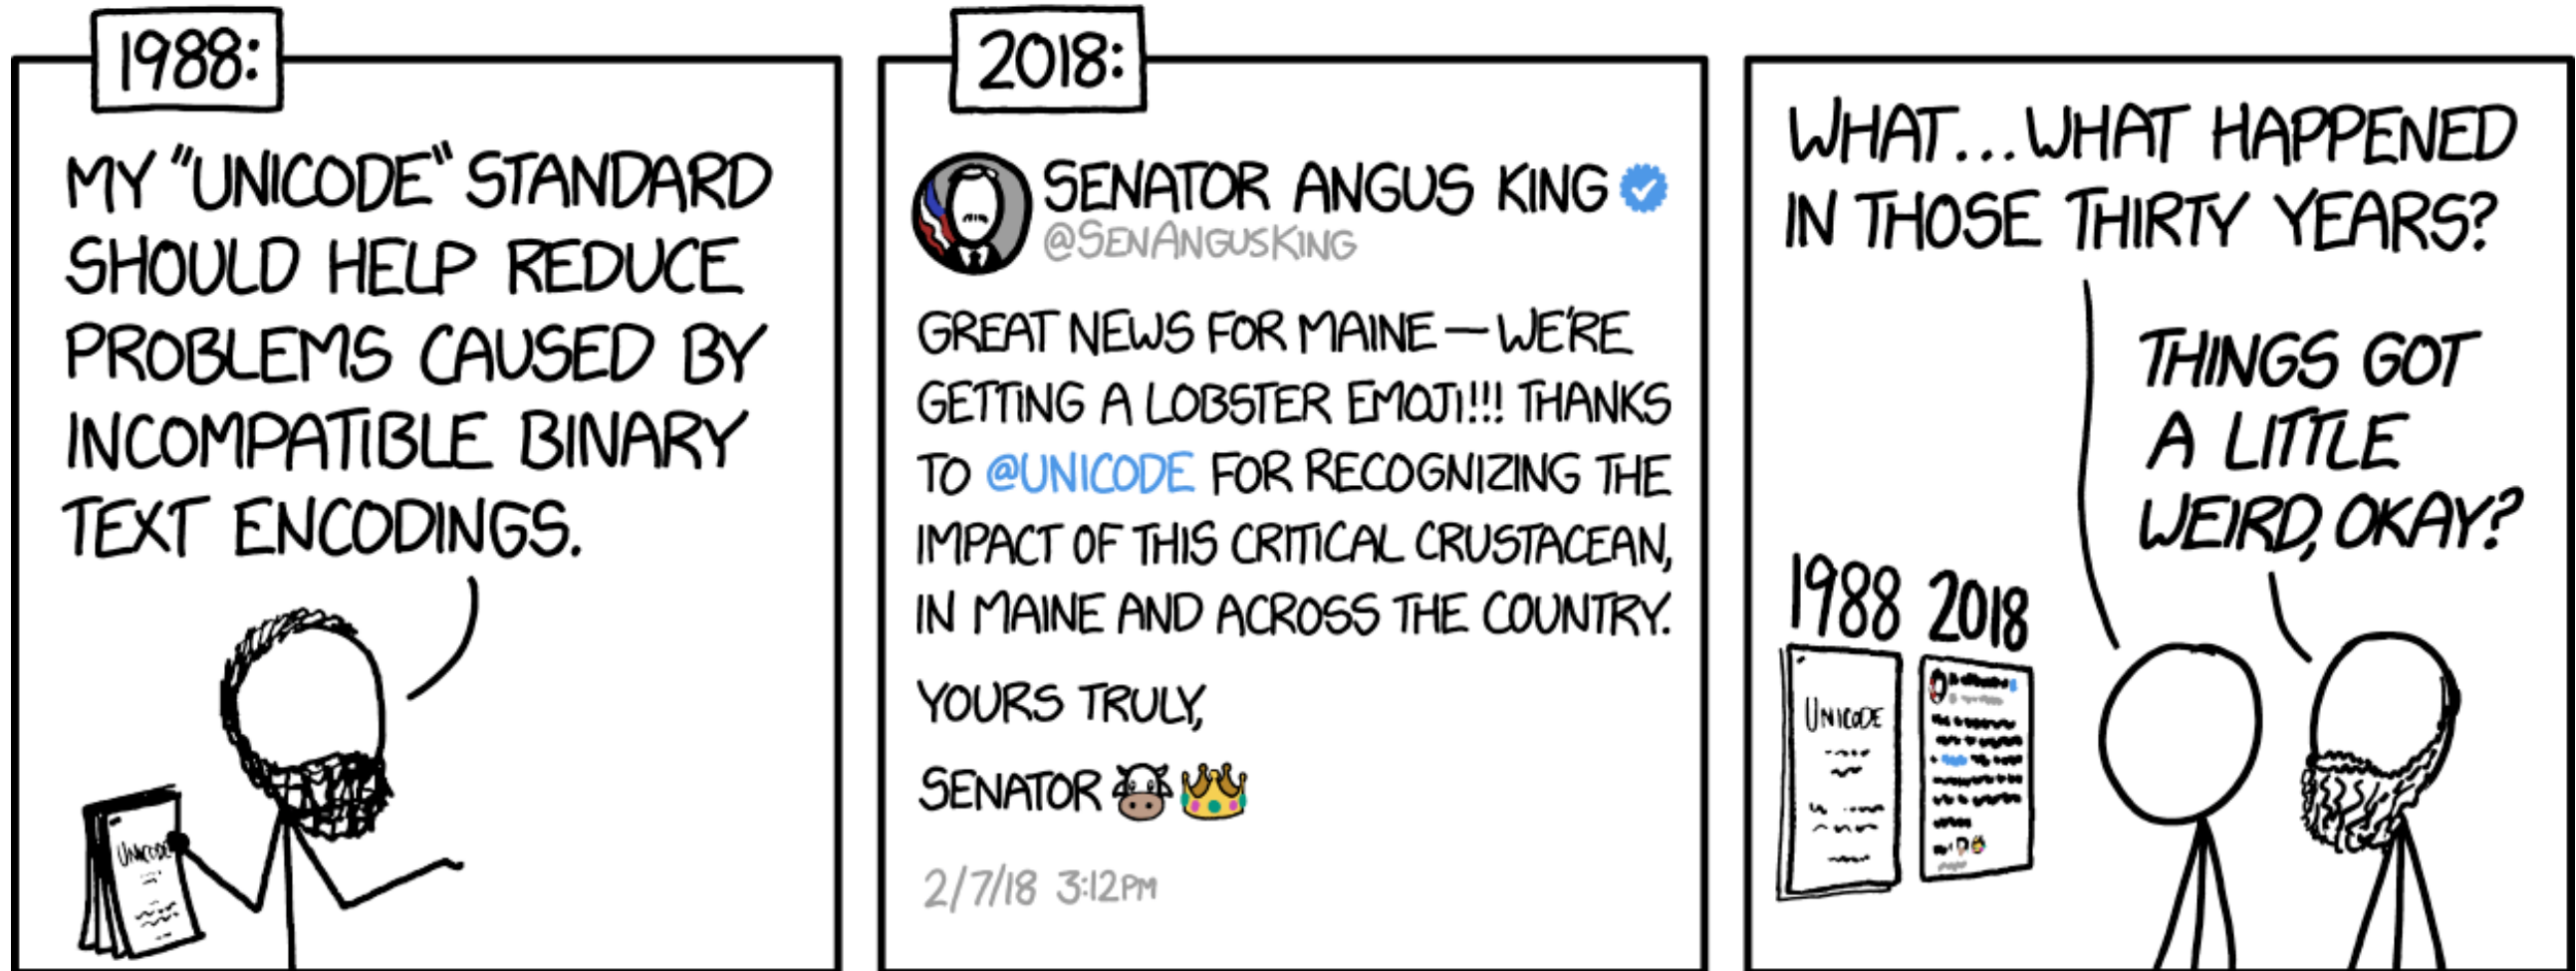 1988:
MY "UNICODE" STANDARD
SHOULD HELP REDUCE
PROBLEMS CAUSED BY
INCOMPATIBLE BINARY
TEXT ENCODINGS.
UNICODE
2018:
SENATOR ANGUS KING
@SENANGUSKING
GREAT NEWS FOR MAINE—WE'RE
GETTING A LOBSTER EMOJI!!! THANKS
TO @UNICODE FOR RECOGNIZING THE
IMPACT OF THIS CRITICAL CRUSTACEAN,
IN MAINE AND ACROSS THE COUNTRY.
YOURS TRULY,
SENATOR 🐮👑
2/7/18 3:12PM
WHAT...WHAT HAPPENED
IN THOSE THIRTY YEARS?
THINGS GOT
A LITTLE
WEIRD, OKAY?
1988 2018
UNICODE